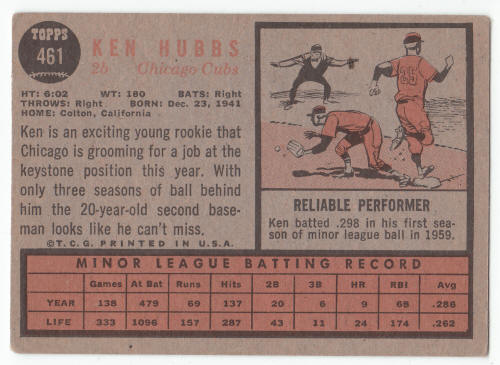 TOPPS
461
KEN HUBBS
2b Chicago Cubs
HT: 6:02 WT: 180 BATS: Right
THROWS: Right BORN: Dec. 23, 1941
HOME: Colton, California
Ken is an exciting young rookie that
Chicago is grooming for a job at the
keystone position this year. With
only three seasons of ball behind
him the 20-year-old second base-
man looks like he can't miss.
©T.C.G. PRINTED IN U.S.A.
25
RELIABLE PERFORMER
Ken batted .298 in his first sea-
son of minor league ball in 1959.
MINOR LEAGUE BATTING RECORD
Games At Bat Runs Hits 2B 3B HR RBI Avg
YEAR 138 479 69 137 20 6 9 68 .286
LIFE 333 1096 157 287 43 11 24 174 .262